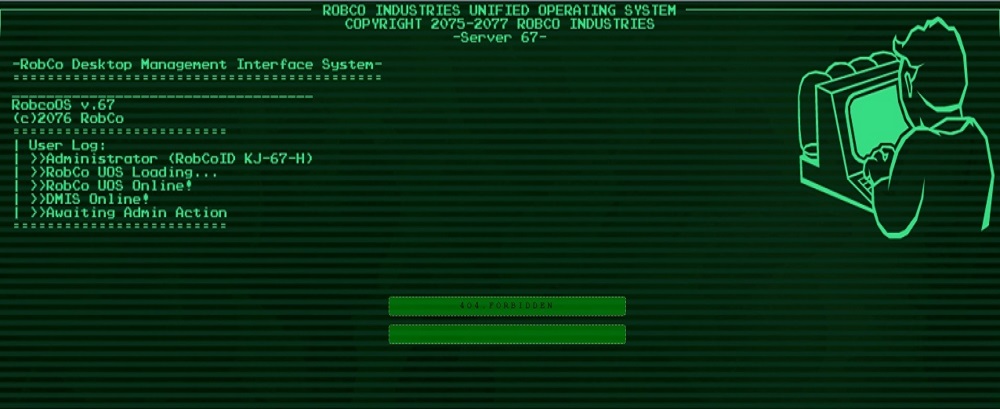 ROBCO INDUSTRIES UNIFIED OPERATING SYSTEM
COPYRIGHT 2075-2077 ROBCO INDUSTRIES
-Server 67-
-RobCo Desktop Management Interface System-
RobcoOS v.67
(c)2076 RobCo
| User Log:
| >>Administrator (RobCoID KJ-67-H)
| >>RobCo UOS Loading...
| >>RobCo UOS Online!
| >>DMIS Online!
| >>Awaiting Admin Action
404.FORBIDDEN